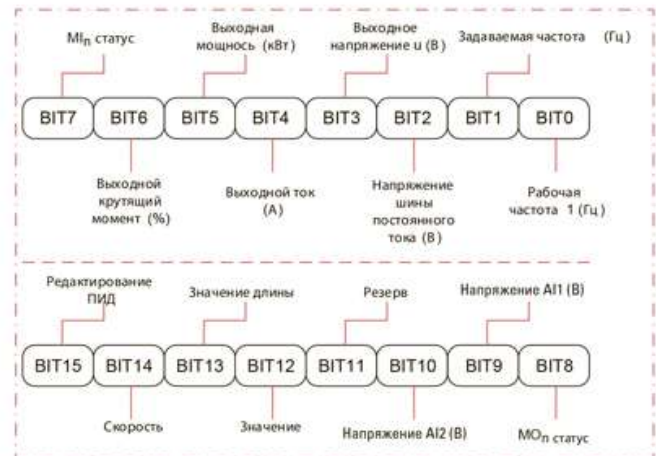 MIn статус
Выходная
мощнось (кВт)
Выходное
напряжение u (В)
Задаваемая частота (Гц)
BIT7 BIT6 BIT5 BIT4 BIT3 BIT2 BIT1 BIT0
Выходной
крутящий
момент (%)
Выходной ток
(А)
Напряжение
шины
постоянного
тока (В)
Рабочая
частота 1 (Гц)
Редактирование
ПИД
Значение длины
Резерв
Напряжение AI1 (В)
BIT15 BIT14 BIT13 BIT12 BIT11 BIT10 BIT9 BIT8
Скорость
Значение
Напряжение AI2 (В)
MOn статус